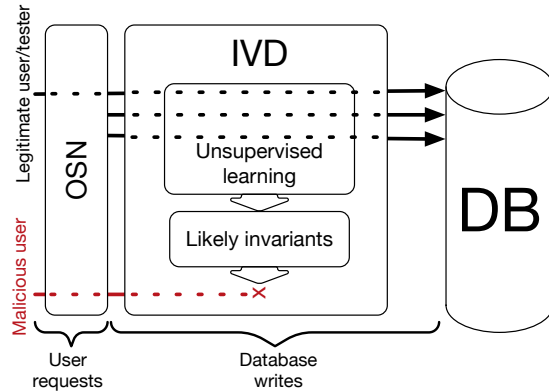 Legitimate user/tester
Malicious user
OSN
IVD
Unsupervised
learning
Likely invariants
x
DB
User
requests
Database
writes